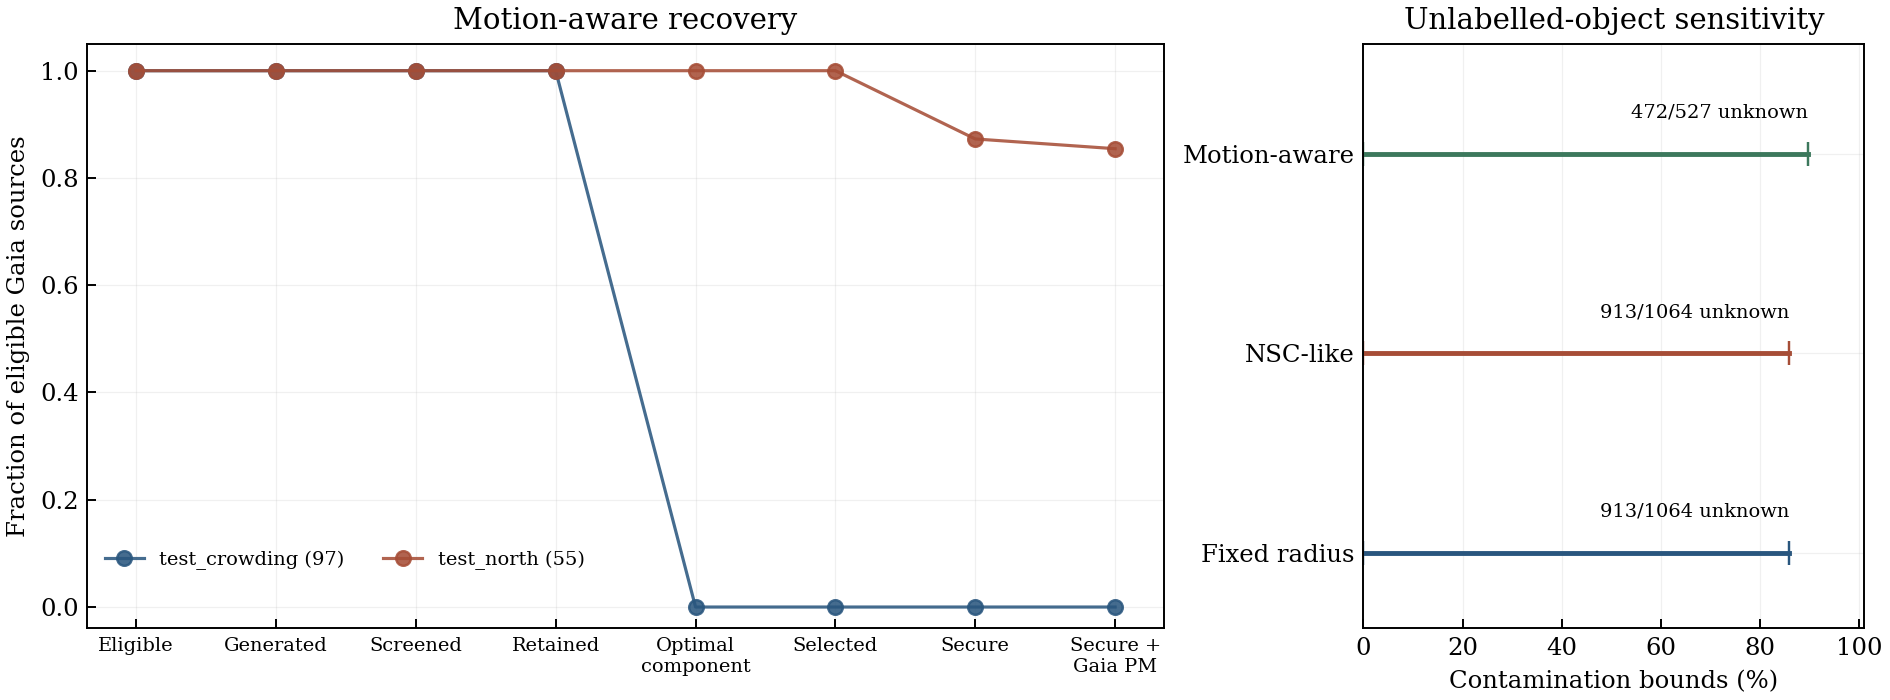 Motion-aware recovery
Fraction of eligible Gaia sources
1.0
0.8
0.6
0.4
0.2
0.0
test_crowding (97)
test_north (55)
Eligible
Generated
Screened
Retained
Optimal
component
Selected
Secure
Secure +
Gaia PM
Unlabelled-object sensitivity
472/527 unknown
Motion-aware
913/1064 unknown
NSC-like
913/1064 unknown
Fixed radius
0
20
40
60
80
100
Contamination bounds (%)